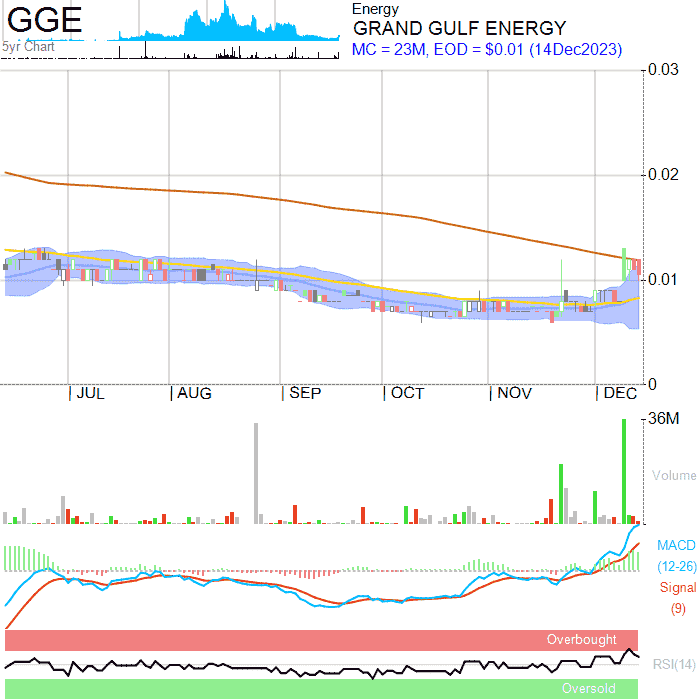 GGE
Energy
GRAND GULF ENERGY
5yr Chart
MC = 23M, EOD = $0.01 (14Dec2023)
0.03
0.02
0.01
0
JUL AUG SEP OCT NOV DEC
36M
Volume
MACD
(12-26)
Signal
(9)
Overbought
RSI(14)
Oversold